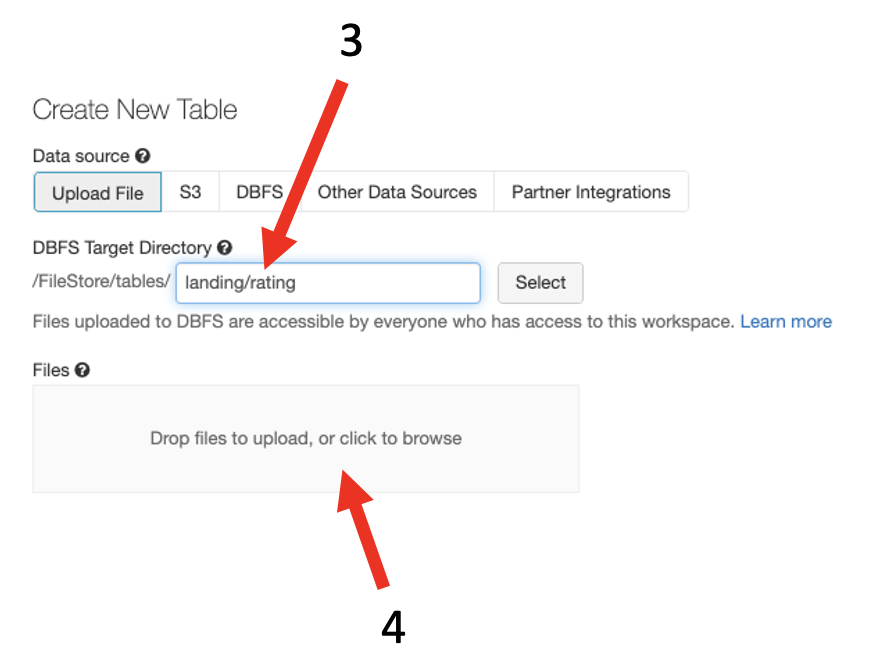 3
Create New Table
Data source ?
Upload File S3 DBFS Other Data Sources Partner Integrations
DBFS Target Directory ?
/FileStore/tables/ landing/rating Select
Files uploaded to DBFS are accessible by everyone who has access to this workspace. Learn more
Files ?
Drop files to upload, or click to browse
4